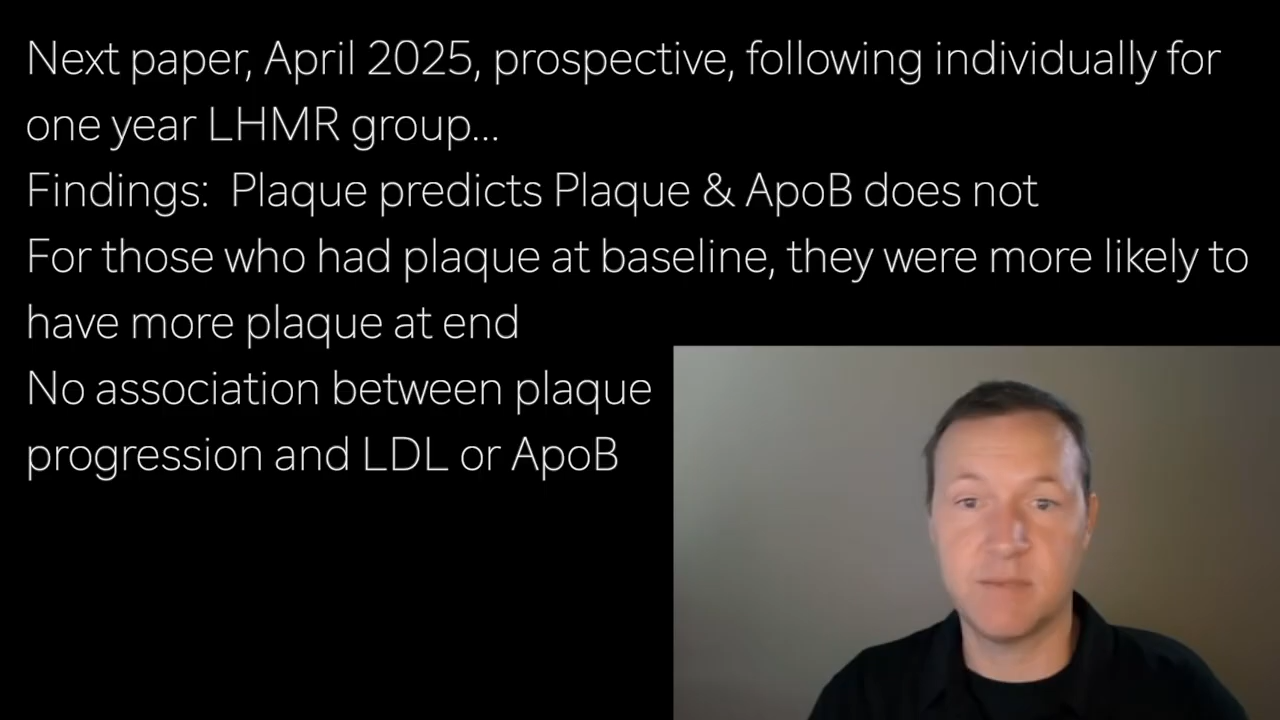 Next paper, April 2025, prospective, following individually for
one year LHMR group...
Findings:  Plaque predicts Plaque & ApoB does not
For those who had plaque at baseline, they were more likely to
have more plaque at end
No association between plaque
progression and LDL or ApoB